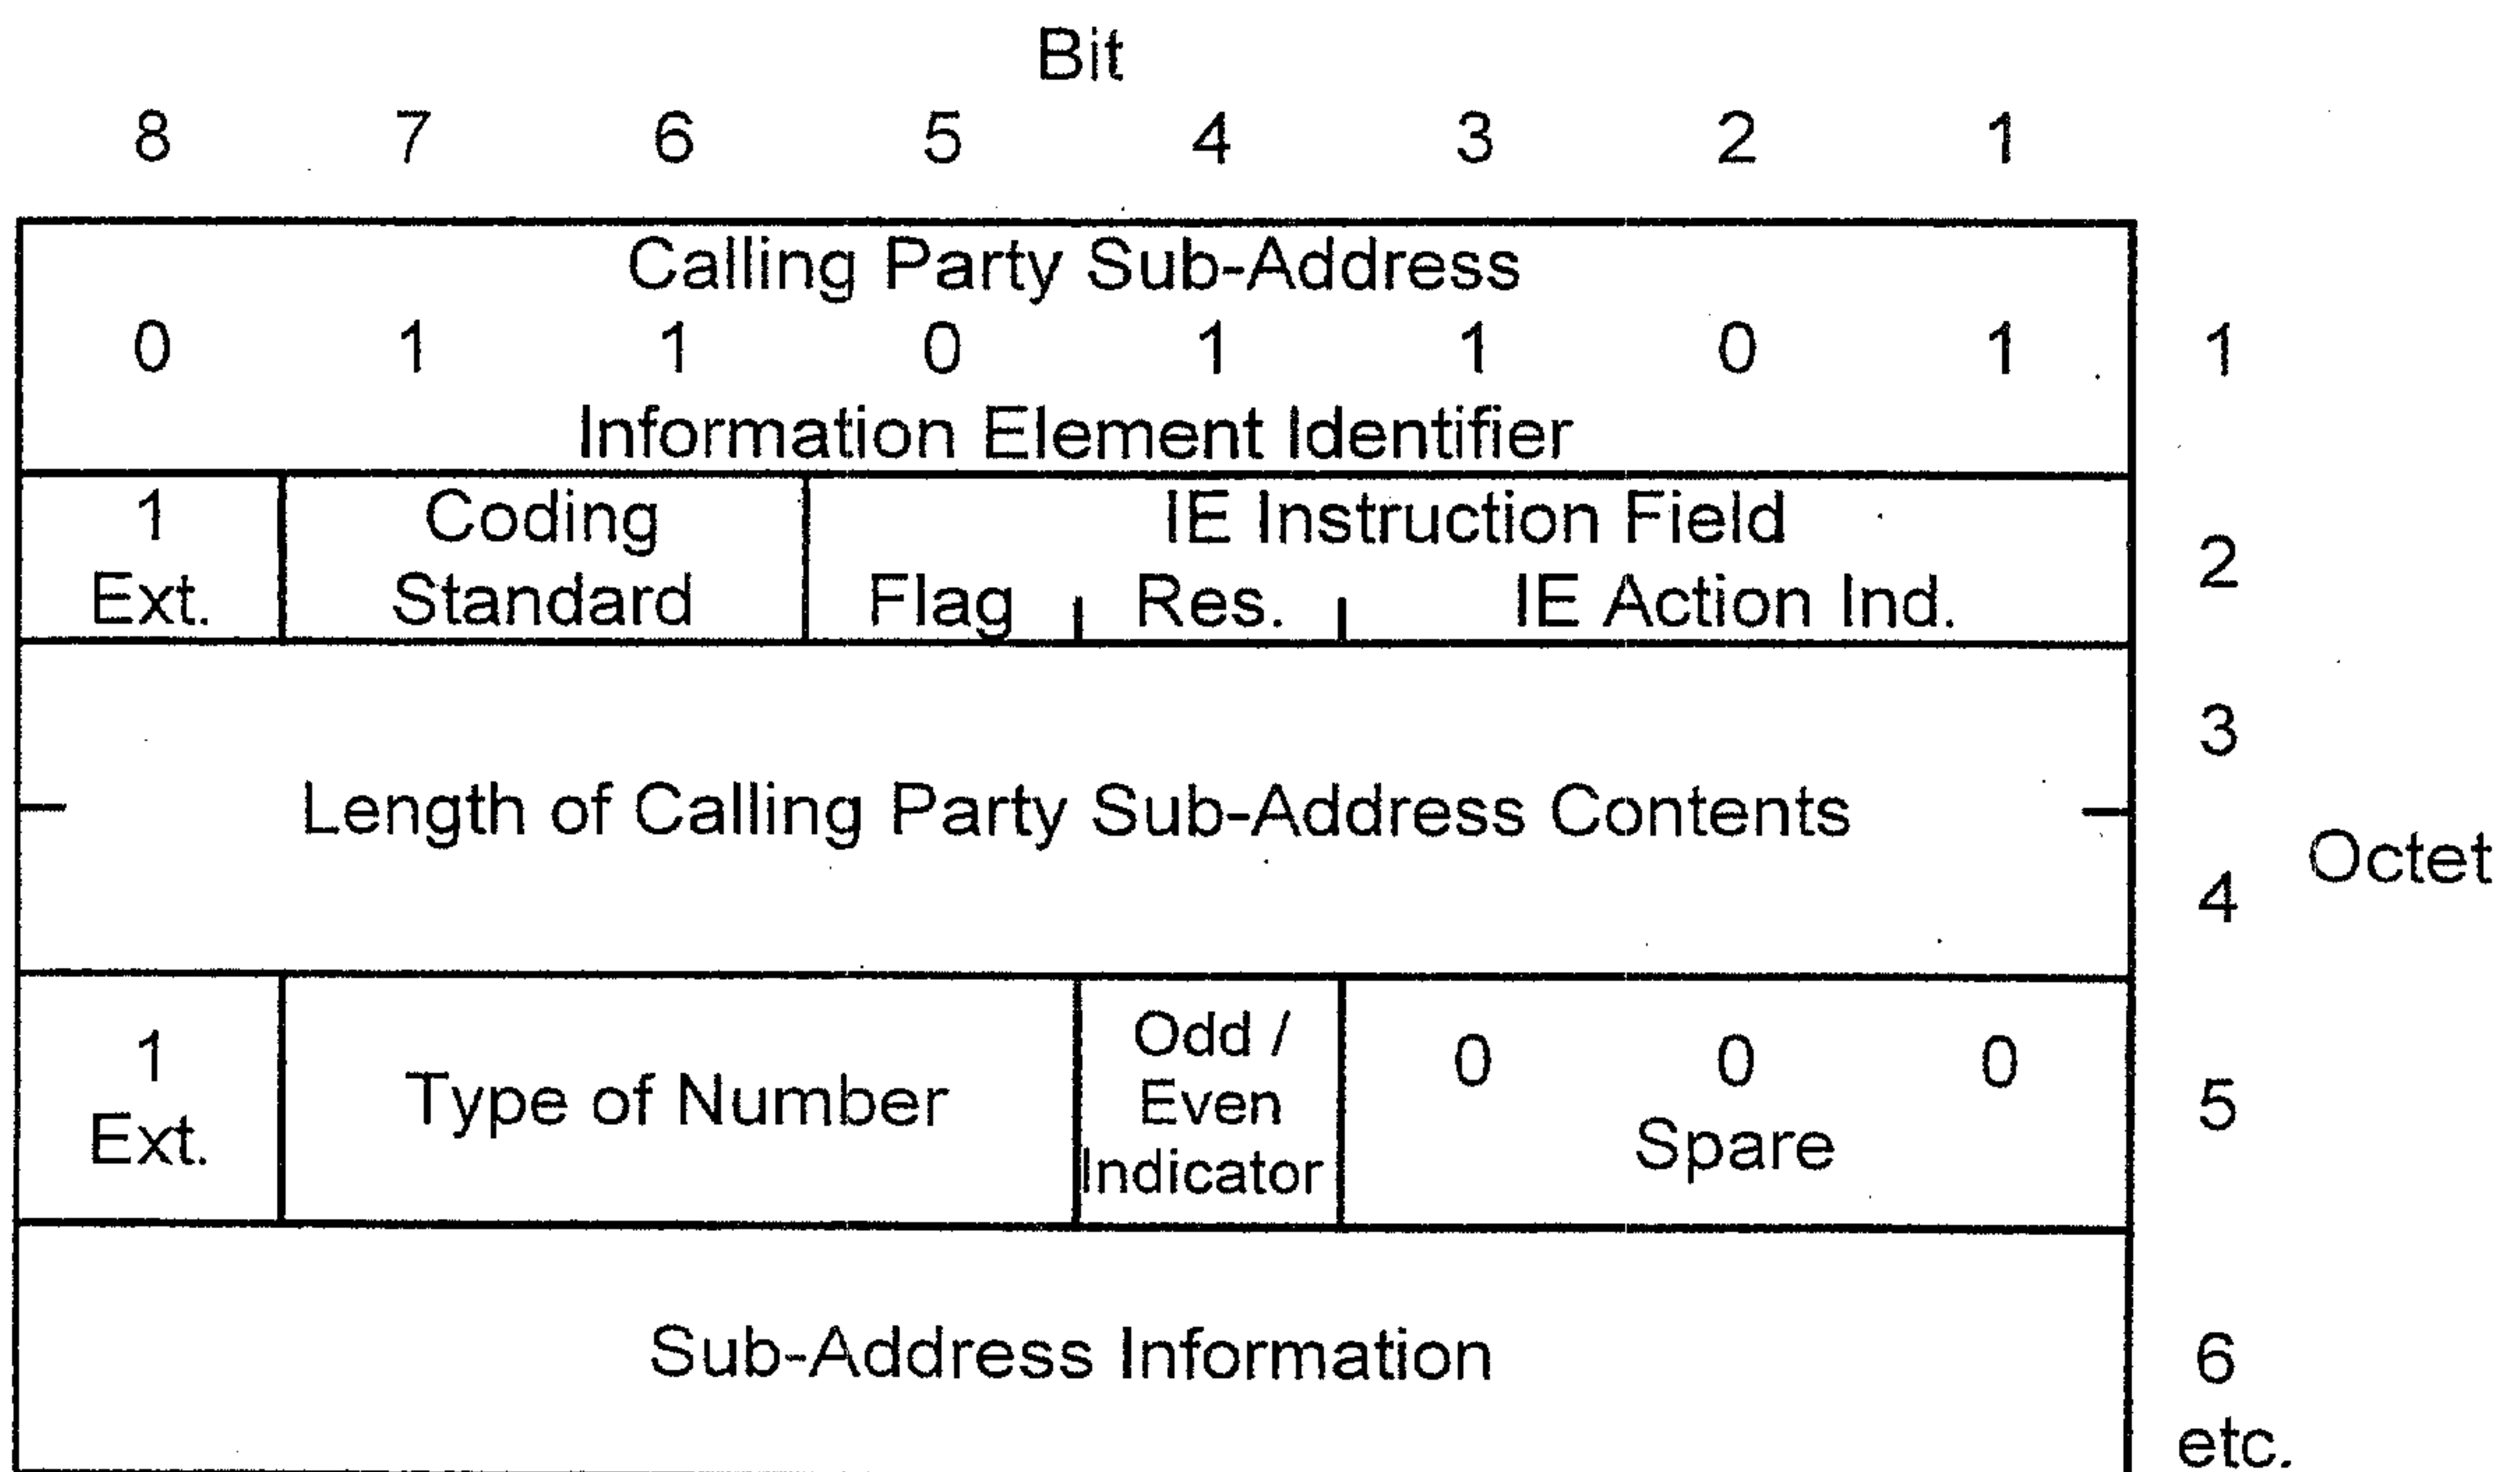 Bit
8 7 6 5 4 3 2 1
Calling Party Sub-Address
0 1 1 0 1 1 0 1 1
Information Element Identifier
1 Coding IE Instruction Field
2
Ext. Standard Flag Res. IE Action Ind.
3
Length of Calling Party Sub-Address Contents
Octet
4
Odd /
1 0 0 0
Type of Number Even 5
Ext. Spare
Indicator
Sub-Address Information 6
etc.